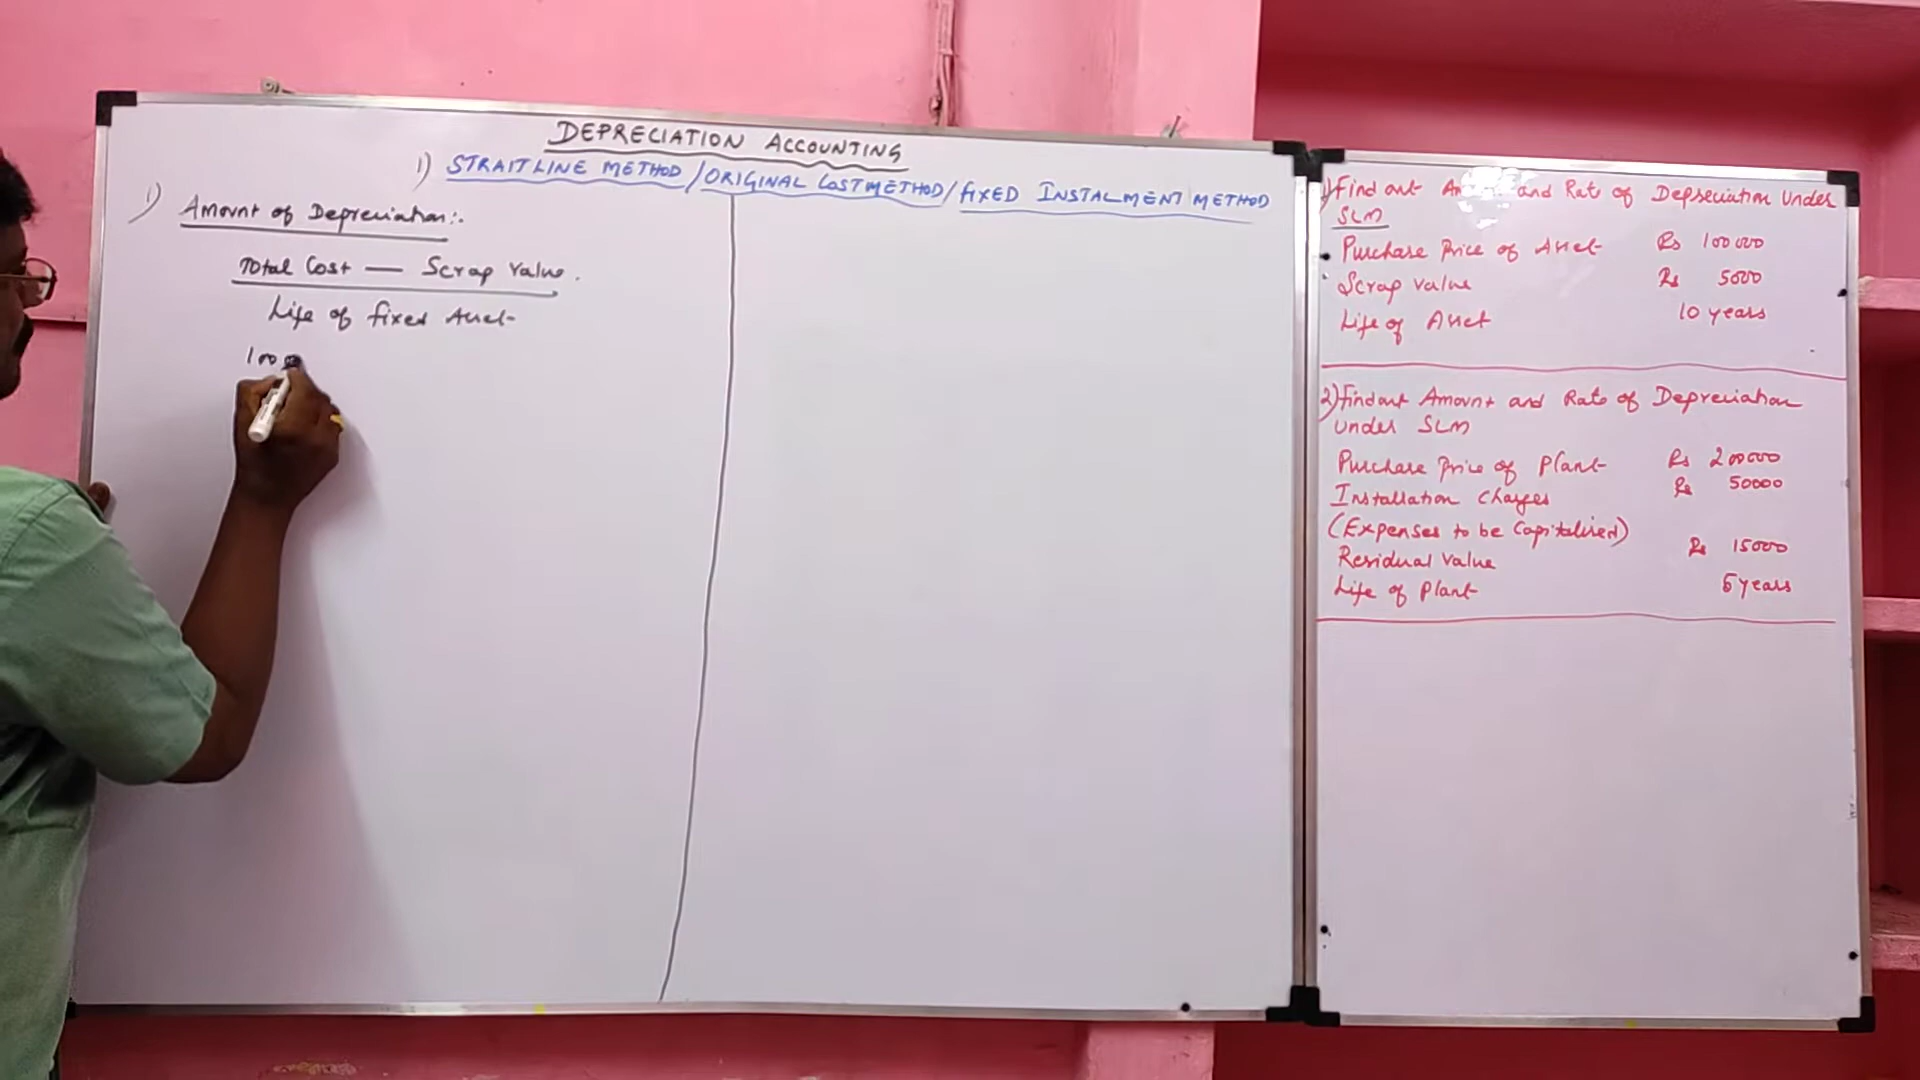 DEPRECIATION ACCOUNTING
1) STRAITLINE METHOD / ORIGINAL COST METHOD / FIXED INSTALMENT METHOD
1) Amount of Depreciation:-
Total Cost — Scrap Value.
Life of fixed Asset
100
1) Find out and Rate of Depreciation Under
SLM
Purchase Price of Asset Rs 100000
Scrap value Rs 5000
Life of Asset 10 years
2) Find out Amount and Rate of Depreciation
under SLM
Purchase Price of Plant Rs 200000
Installation Charges Rs 50000
(Expenses to be Capitalised)
Residual Value Rs 15000
Life of Plant 5 years